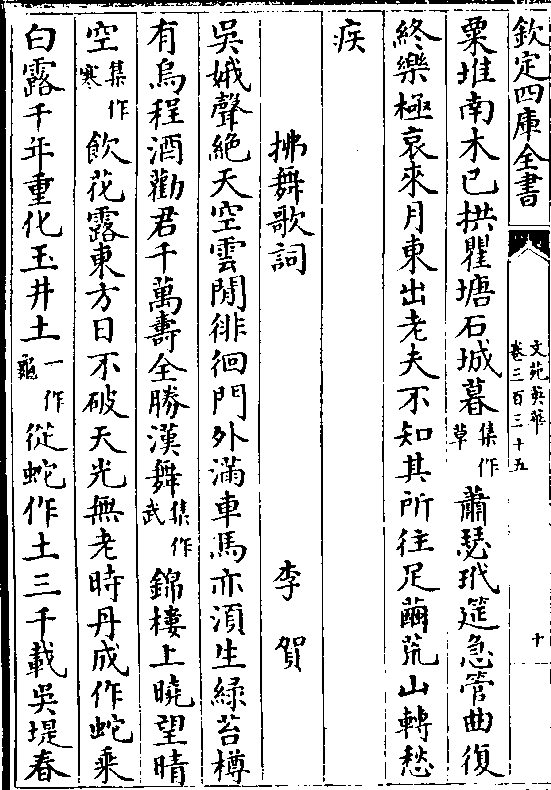 欽定四庫全書
文苑英華
卷三百三十五
十
粟堆南木已拱瞿塘石城暮集作草蕭瑟玳筵急管曲復
終樂極哀來月東出老夫不知其所往足繭荒山轉愁
疾
拂舞歌詞 李賀
吳娥聲絶天空雲閒徘徊門外滿車馬亦須生緑苔樽
有烏程酒勸君千萬壽全勝漢舞集作武錦樓上曉望晴
空集作寒飲花露東方日不破天光無老時丹成作蛇乘
白露千年重化玉井土一作龜從蛇作土三千載吳堤春